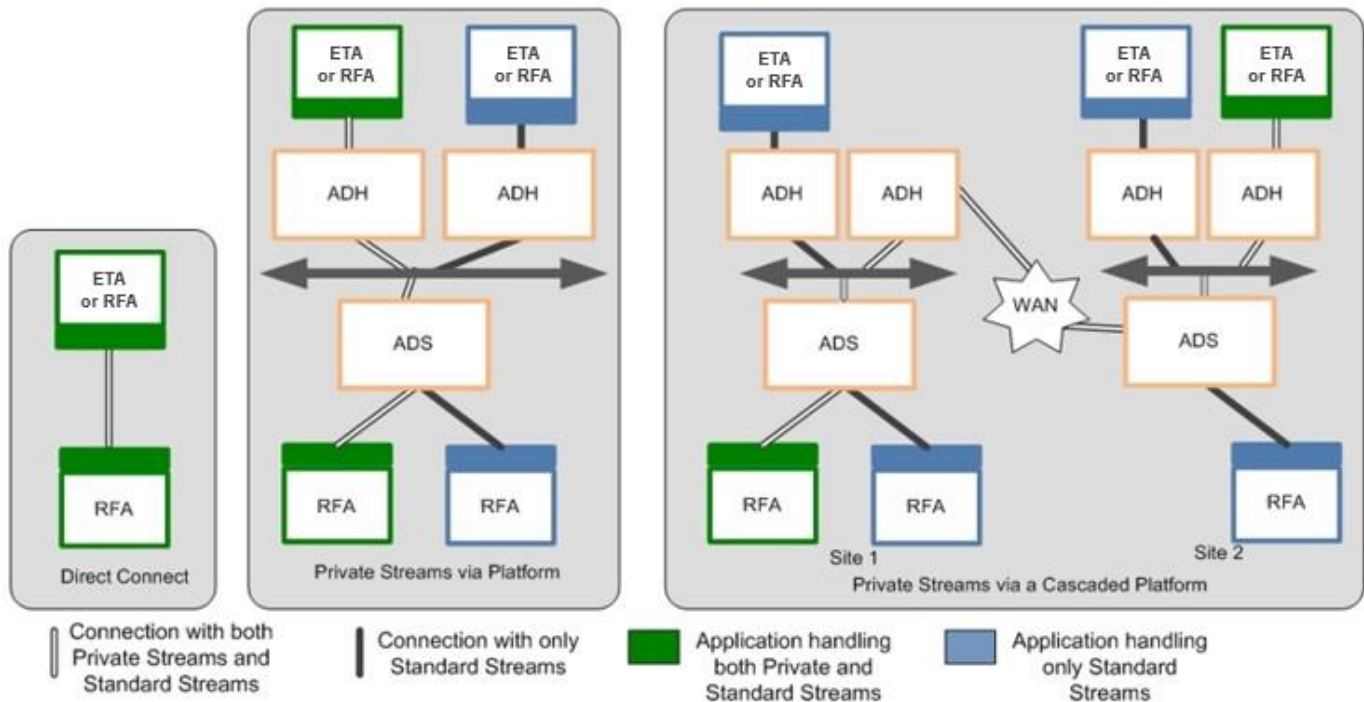 ETA
or RFA
RFA
Direct Connect
ETA
or RFA
ETA
or RFA
ADH
ADH
ADS
RFA
RFA
Private Streams via Platform
ETA
or RFA
ETA
or RFA
ETA
or RFA
ADH
ADH
ADH
ADH
WAN
ADS
ADS
RFA
RFA
RFA
Site 1
Site 2
Private Streams via a Cascaded Platform
Connection with both
Private Streams and
Standard Streams
Connection with only
Standard Streams
Application handling
both Private and
Standard Streams
Application handling
only Standard
Streams